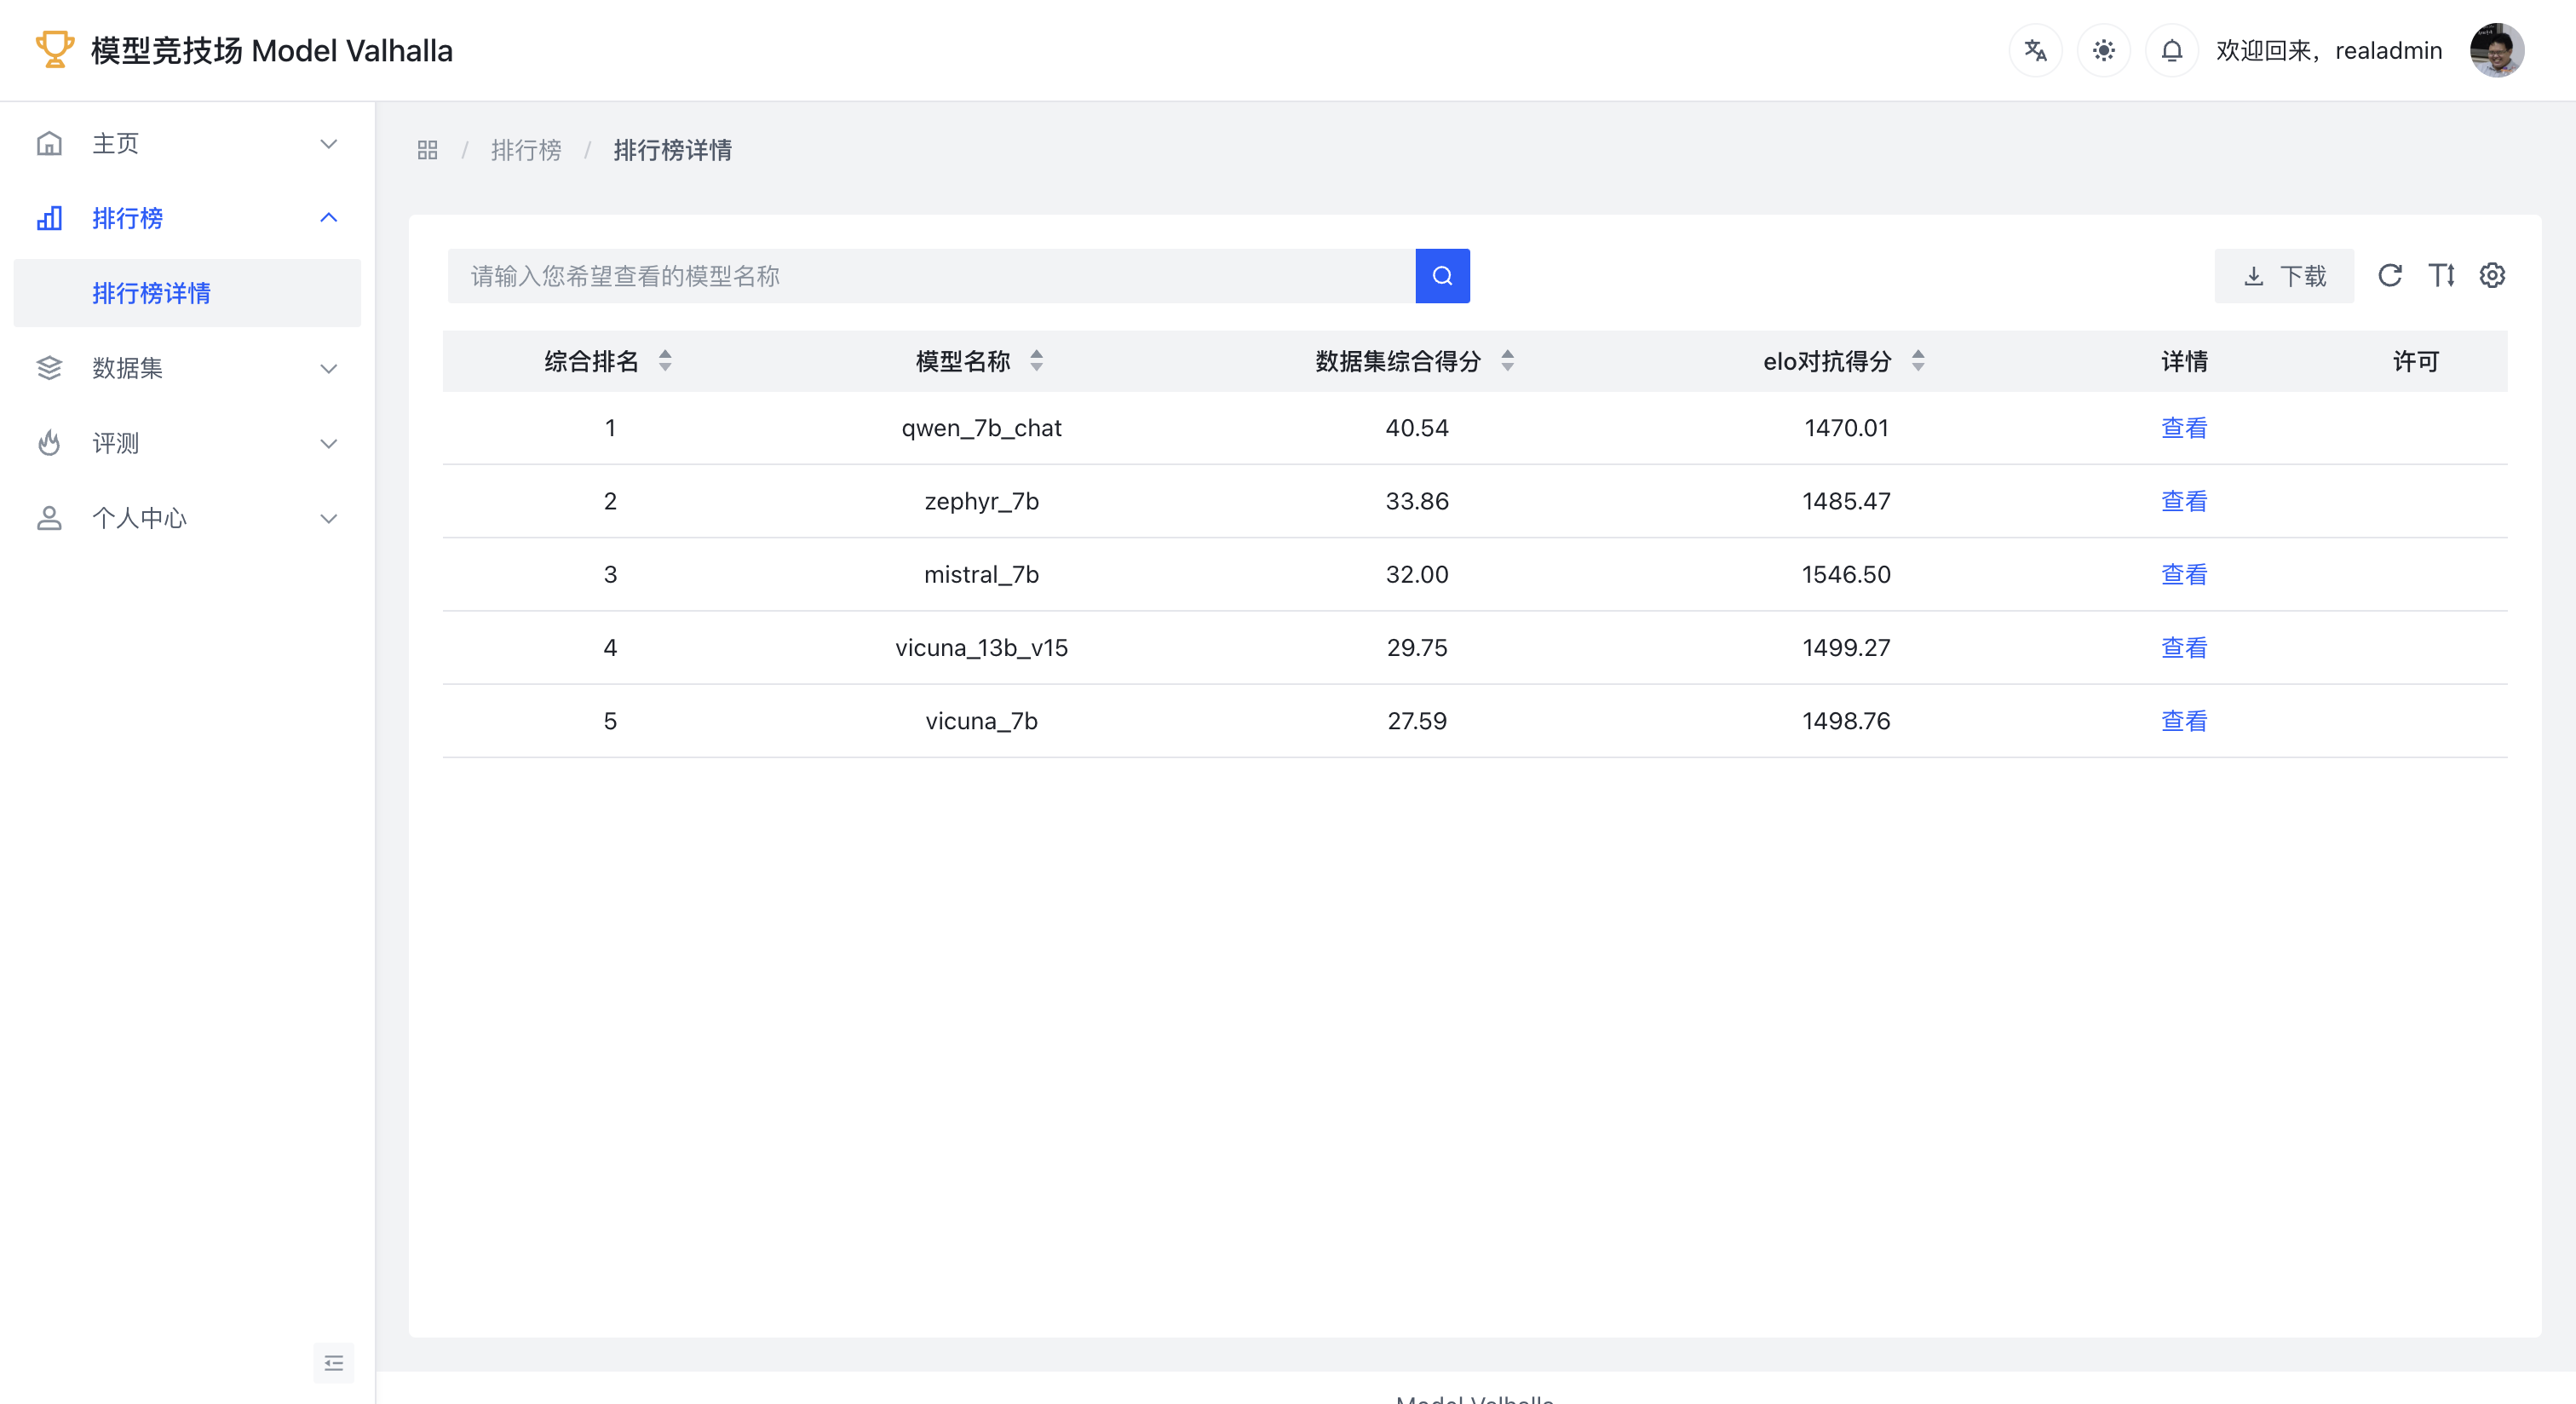 模型竞技场 Model Valhalla
欢迎回来，realadmin
主页
排行榜
排行榜详情
数据集
评测
个人中心
/ 排行榜 / 排行榜详情
请输入您希望查看的模型名称
下载
综合排名 模型名称 数据集综合得分 elo对抗得分 详情 许可
1 qwen_7b_chat 40.54 1470.01 查看
2 zephyr_7b 33.86 1485.47 查看
3 mistral_7b 32.00 1546.50 查看
4 vicuna_13b_v15 29.75 1499.27 查看
5 vicuna_7b 27.59 1498.76 查看
Model Valhalla